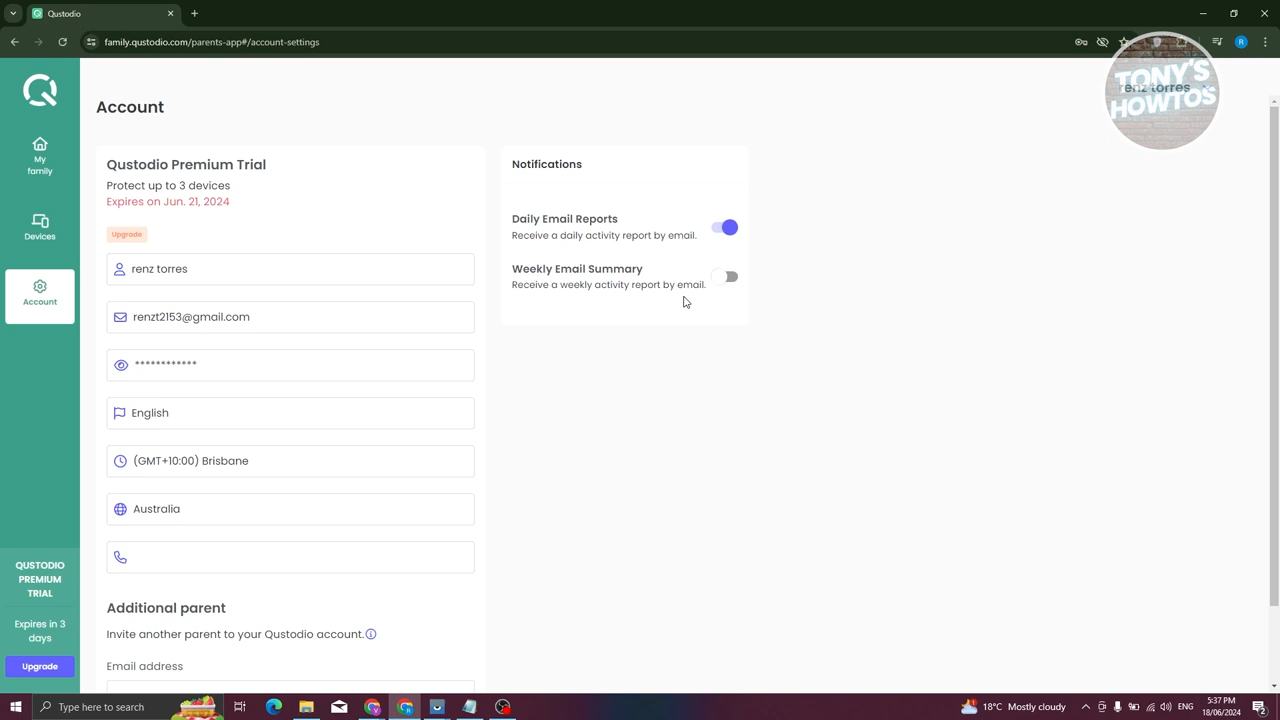 Qustodio
family.qustodio.com/parents-app#/account-settings
R
TONY'S
HOWTOS
renz torres
My
family
Devices
Account
QUSTODIO
PREMIUM
TRIAL
Expires in 3
days
Upgrade
Account
Qustodio Premium Trial
Protect up to 3 devices
Expires on Jun. 21, 2024
Upgrade
renz torres
renzt2153@gmail.com
************
English
(GMT+10:00) Brisbane
Australia
Additional parent
Invite another parent to your Qustodio account.
Email address
Notifications
Daily Email Reports
Receive a daily activity report by email.
Weekly Email Summary
Receive a weekly activity report by email.
Type here to search
18°C Mostly cloudy
ENG
5:37 PM
18/06/2024
2